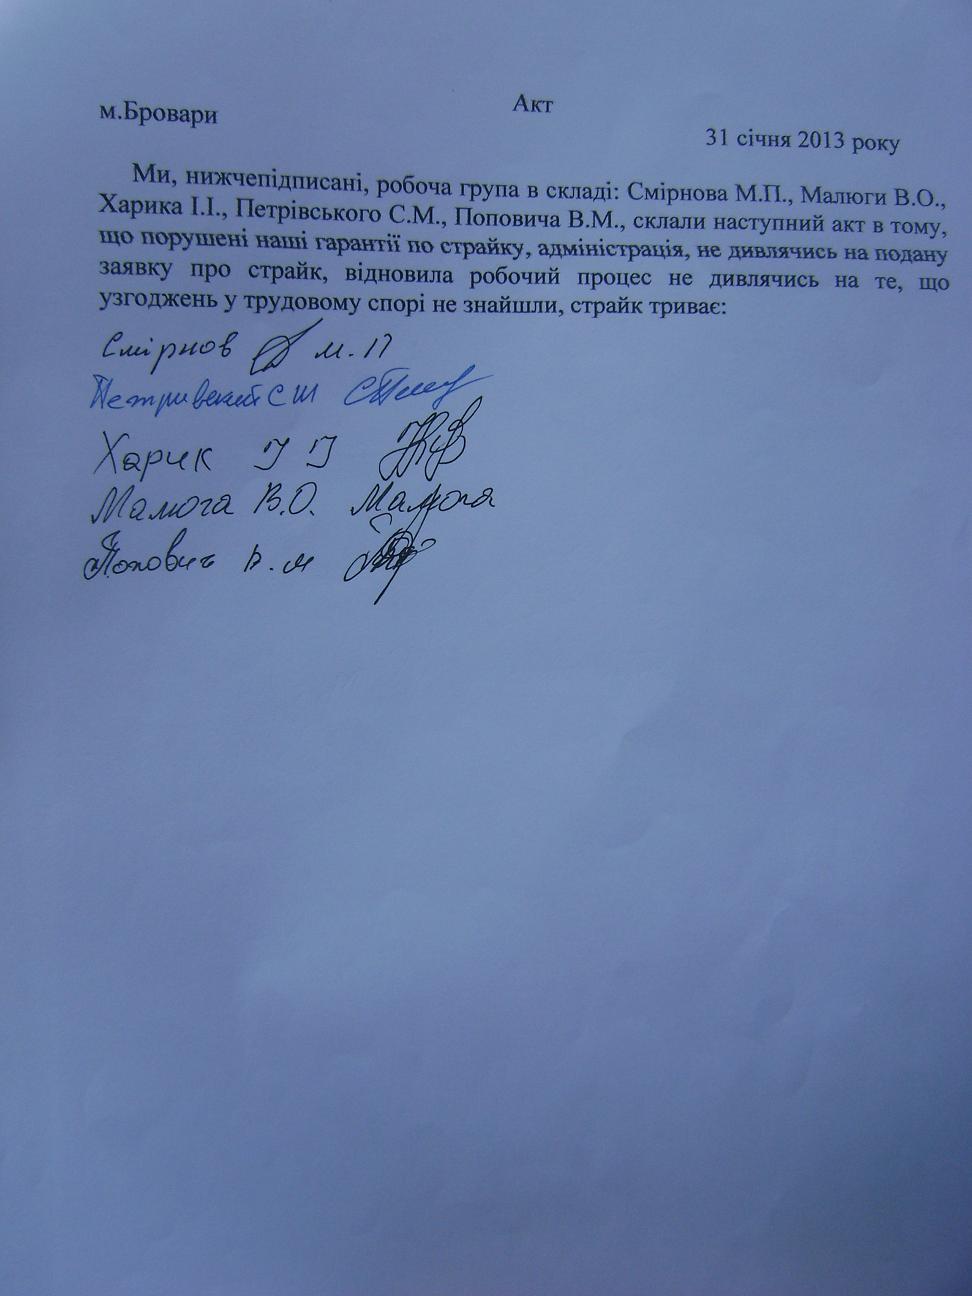 Акт
м.Бровари
31 січня 2013 року
Ми, нижчепідписані, робоча група в складі: Смірнова М.П., Малюги В.О.,
Харика І.І., Петрівського С.М., Поповича В.М., склали наступний акт в тому,
що порушені наші гарантії по страйку, адміністрація, не дивлячись на подану
заявку про страйк, відновила робочий процес не дивлячись на те, що
узгоджень у трудовому спорі не знайшли, страйк триває:
Смірнов М.П
Петривский С М
Харик І І
Малюга В.О. Малюга
Попович В.М